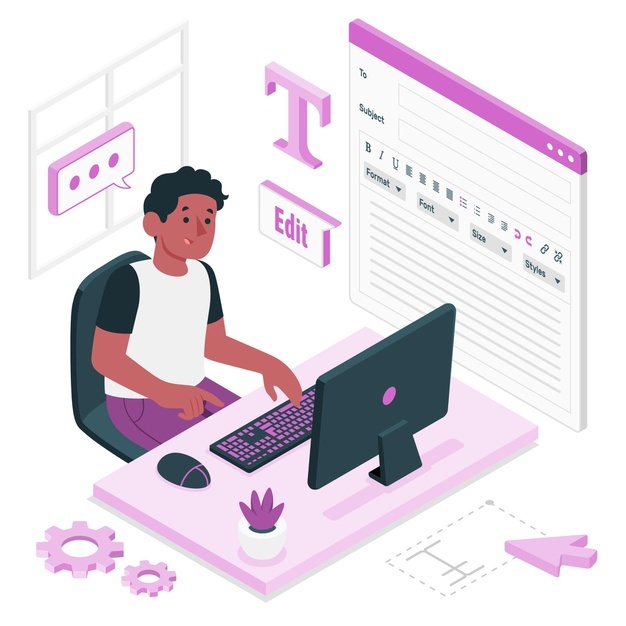 T
To
Subject
B I U
Format
Font
Size
Styles
Edit
T